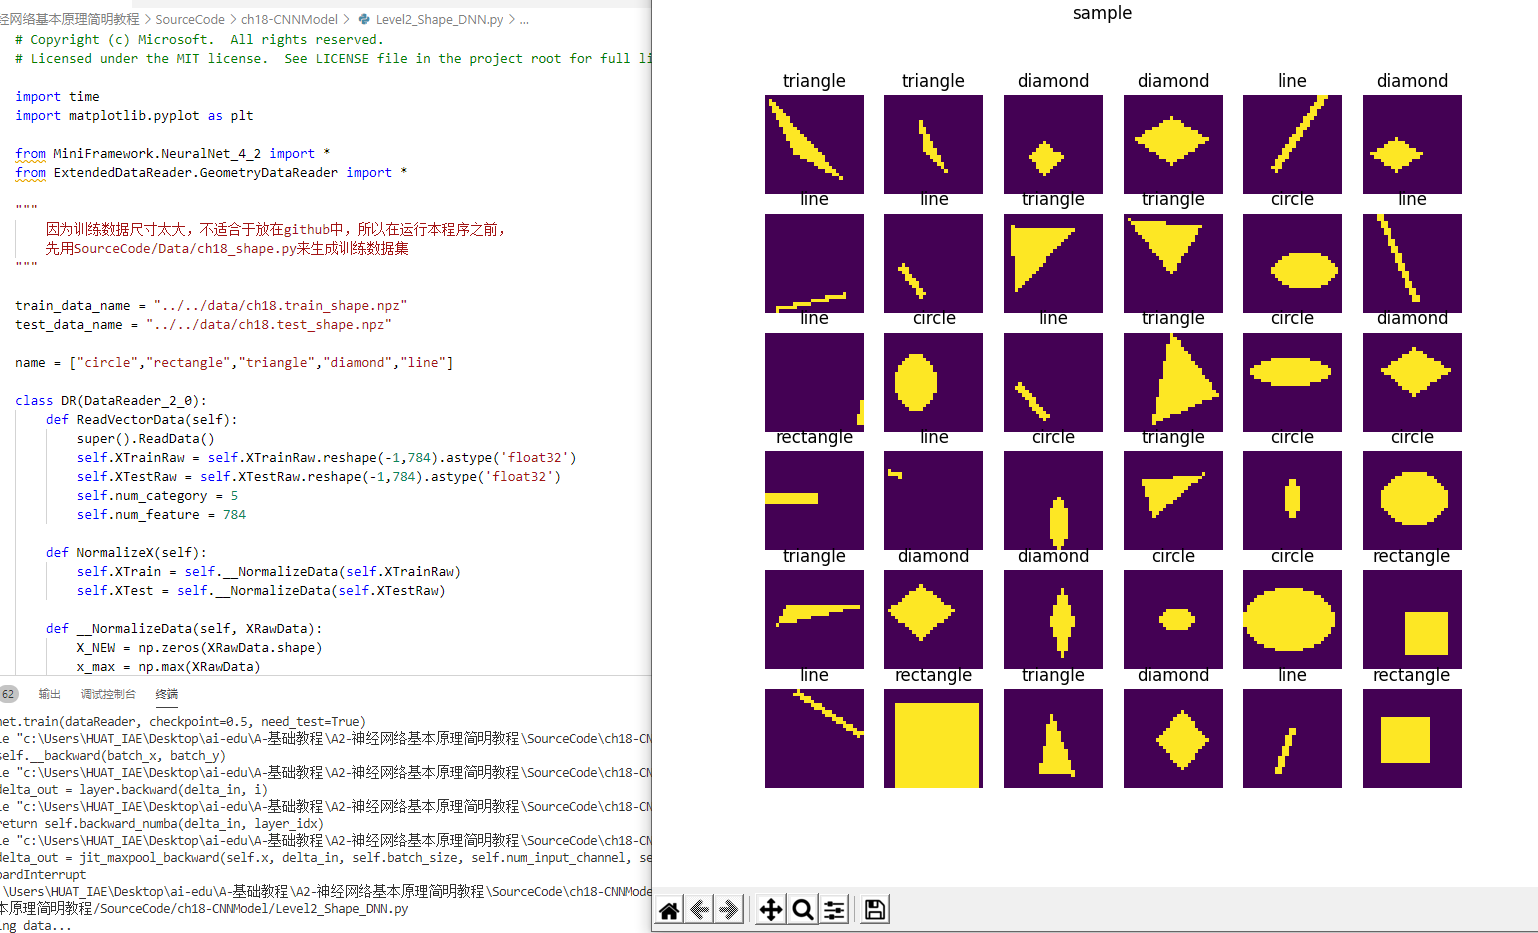 经网络基本原理简明教程 > SourceCode > ch18-CNNModel > Level2_Shape_DNN.py > ...
# Copyright (c) Microsoft.  All rights reserved.
# Licensed under the MIT license.  See LICENSE file in the project root for full li
import time
import matplotlib.pyplot as plt
from MiniFramework.NeuralNet_4_2 import *
from ExtendedDataReader.GeometryDataReader import *
"""
因为训练数据尺寸太大，不适合于放在github中，所以在运行本程序之前，
先用SourceCode/Data/ch18_shape.py来生成训练数据集
"""
train_data_name = "../../data/ch18.train_shape.npz"
test_data_name = "../../data/ch18.test_shape.npz"
name = ["circle","rectangle","triangle","diamond","line"]
class DR(DataReader_2_0):
def ReadVectorData(self):
super().ReadData()
self.XTrainRaw = self.XTrainRaw.reshape(-1,784).astype('float32')
self.XTestRaw = self.XTestRaw.reshape(-1,784).astype('float32')
self.num_category = 5
self.num_feature = 784
def NormalizeX(self):
self.XTrain = self.__NormalizeData(self.XTrainRaw)
self.XTest = self.__NormalizeData(self.XTestRaw)
def __NormalizeData(self, XRawData):
X_NEW = np.zeros(XRawData.shape)
x_max = np.max(XRawData)
62 输出 调试控制台 终端
net.train(dataReader, checkpoint=0.5, need_test=True)
le "c:\Users\HUAT_IAE\Desktop\ai-edu\A-基础教程\A2-神经网络基本原理简明教程\SourceCode\ch18-CN
self.__backward(batch_x, batch_y)
le "c:\Users\HUAT_IAE\Desktop\ai-edu\A-基础教程\A2-神经网络基本原理简明教程\SourceCode\ch18-CN
delta_out = layer.backward(delta_in, i)
le "c:\Users\HUAT_IAE\Desktop\ai-edu\A-基础教程\A2-神经网络基本原理简明教程\SourceCode\ch18-CN
return self.backward_numba(delta_in, layer_idx)
le "c:\Users\HUAT_IAE\Desktop\ai-edu\A-基础教程\A2-神经网络基本原理简明教程\SourceCode\ch18-CN
delta_out = jit_maxpool_backward(self.x, delta_in, self.batch_size, self.num_input_channel, se
oardInterrupt
:\Users\HUAT_IAE\Desktop\ai-edu\A-基础教程\A2-神经网络基本原理简明教程\SourceCode\ch18-CNNMode
本原理简明教程/SourceCode/ch18-CNNModel/Level2_Shape_DNN.py
ing data...
sample
triangle triangle diamond diamond line diamond
line line triangle triangle circle line
line circle line triangle circle diamond
rectangle line circle triangle circle circle
triangle diamond diamond circle circle rectangle
line rectangle triangle diamond line rectangle